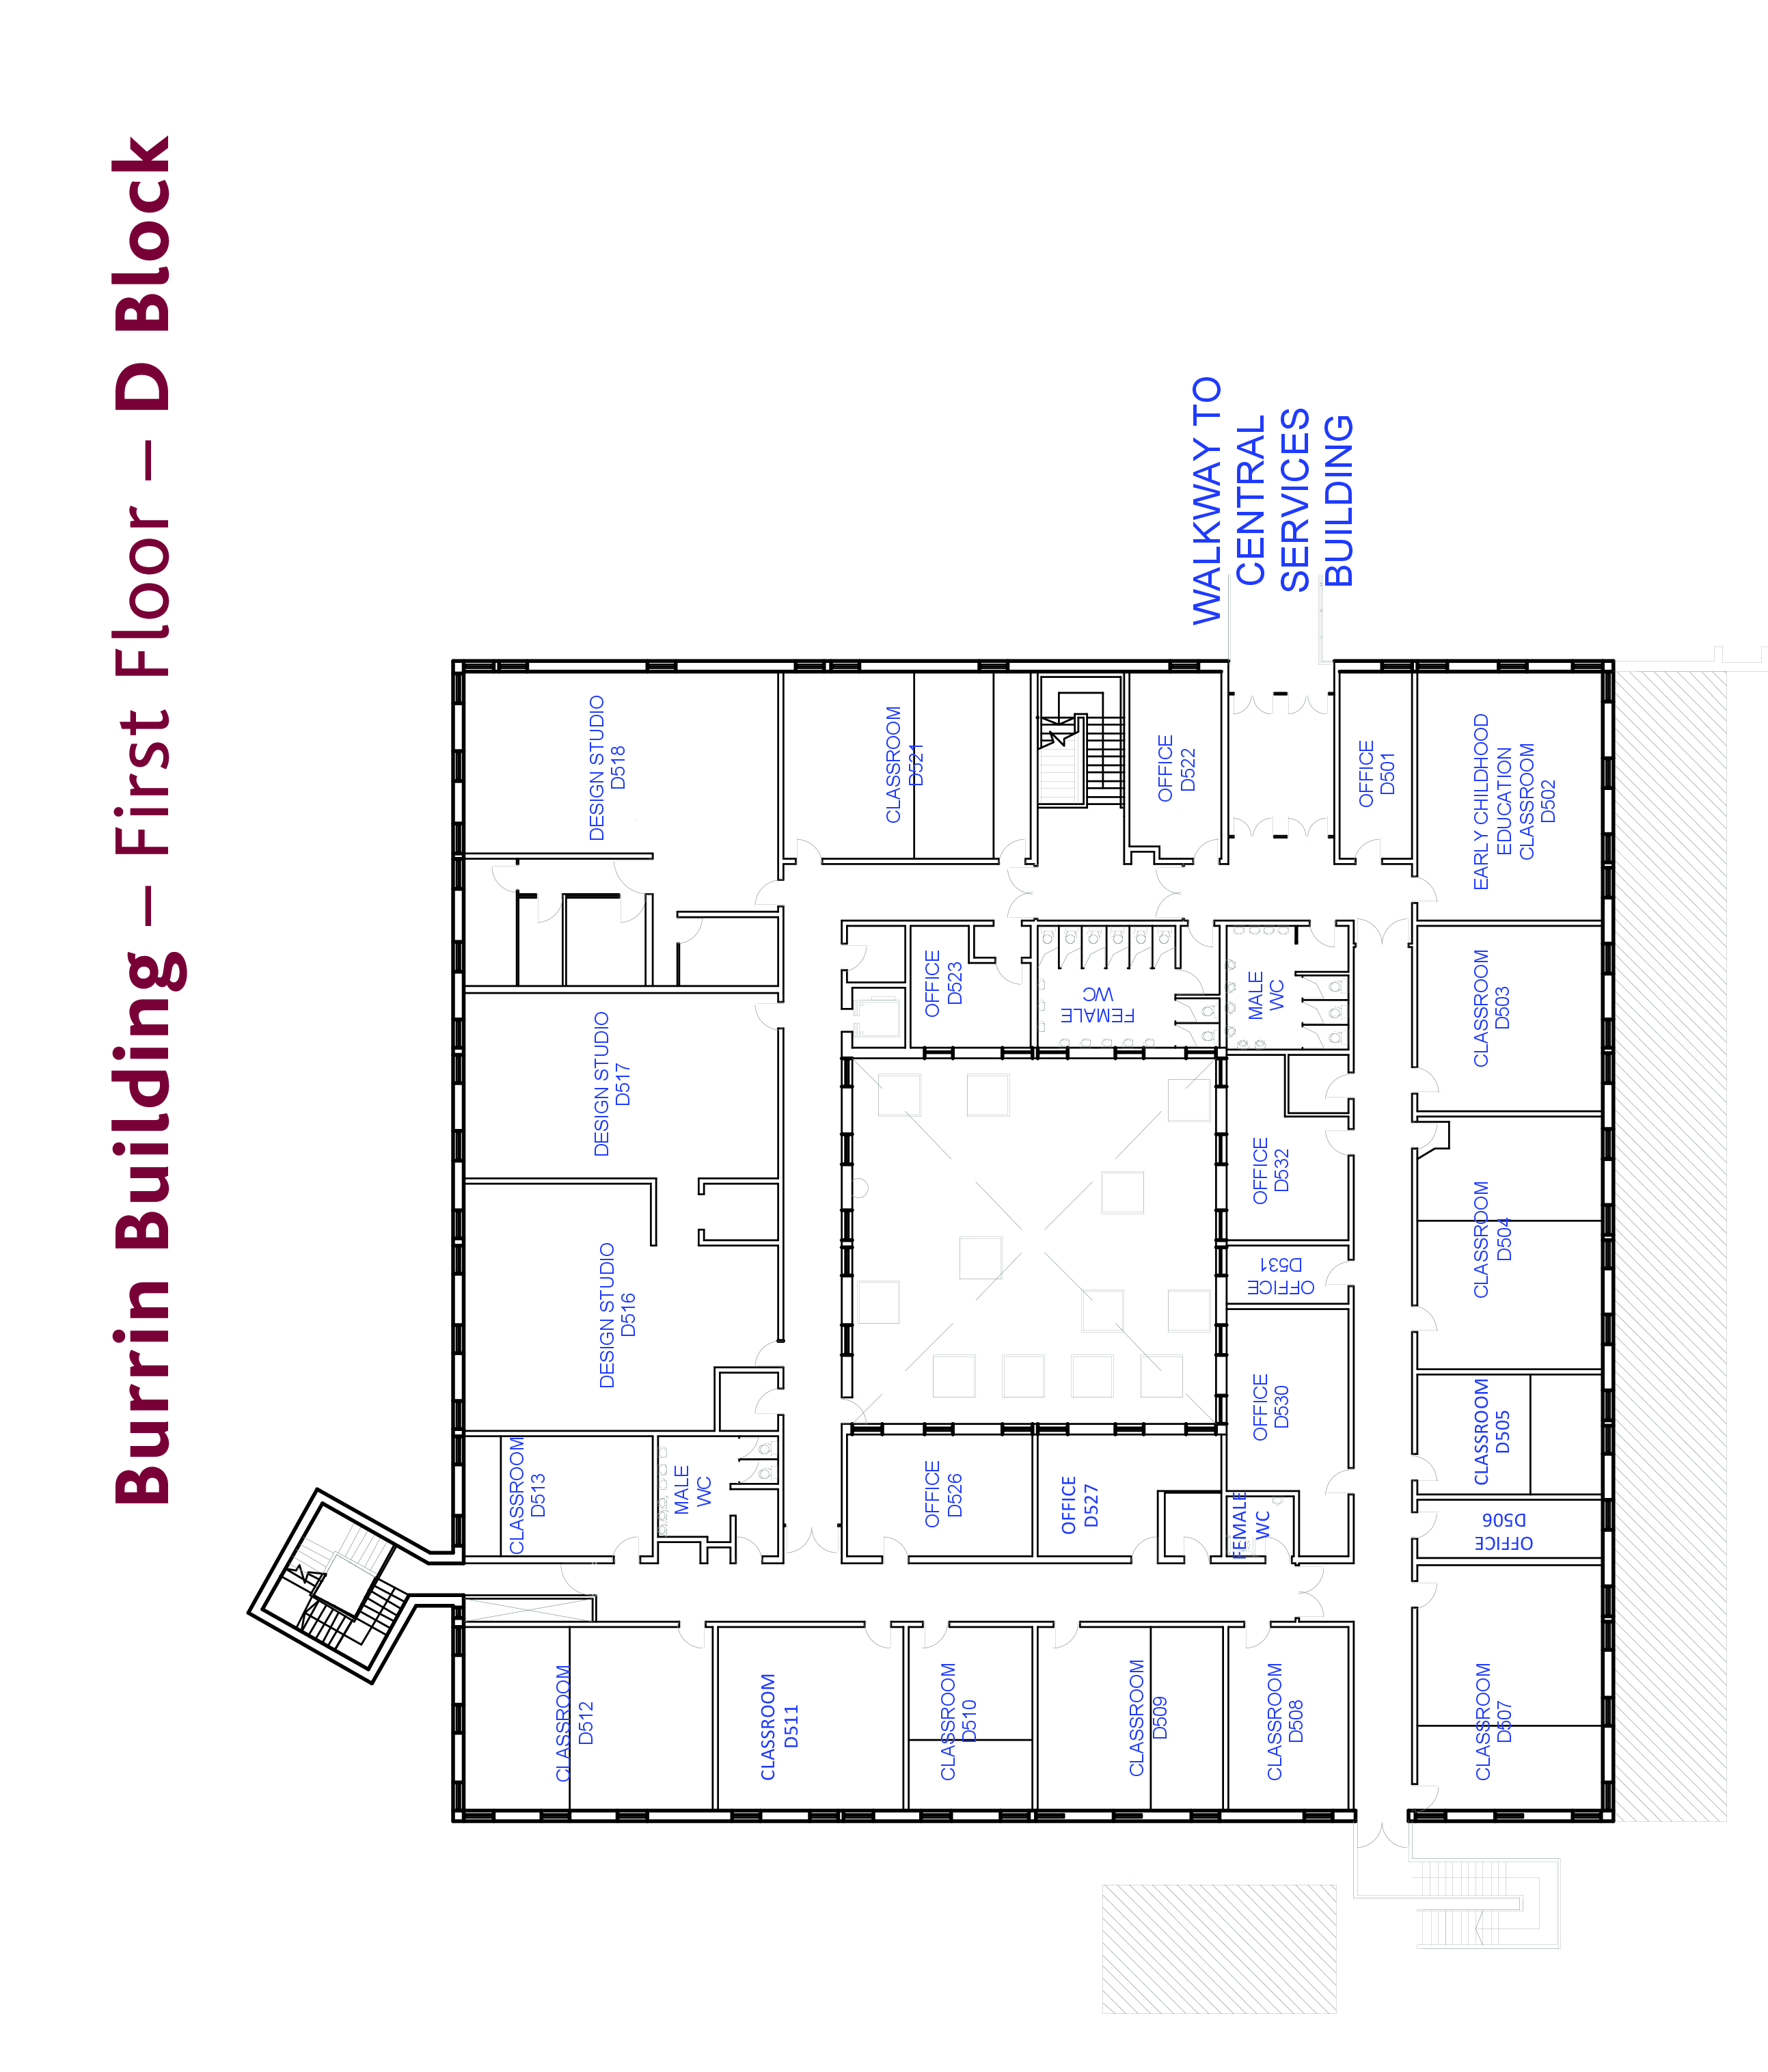 Burrin Building – First Floor – D Block
WALKWAY TO
CENTRAL
SERVICES
BUILDING
DESIGN STUDIO
D518
CLASSROOM
D521
OFFICE
D522
OFFICE
D501
EARLY CHILDHOOD
EDUCATION
CLASSROOM
D502
DESIGN STUDIO
D517
OFFICE
D523
FEMALE
WC
MALE
WC
CLASSROOM
D503
DESIGN STUDIO
D516
OFFICE
D532
OFFICE
D531
CLASSROOM
D504
OFFICE
D530
CLASSROOM
D505
CLASSROOM
D513
MALE
WC
OFFICE
D526
OFFICE
D527
FEMALE
WC
OFFICE
D506
CLASSROOM
D512
CLASSROOM
D511
CLASSROOM
D510
CLASSROOM
D509
CLASSROOM
D508
CLASSROOM
D507